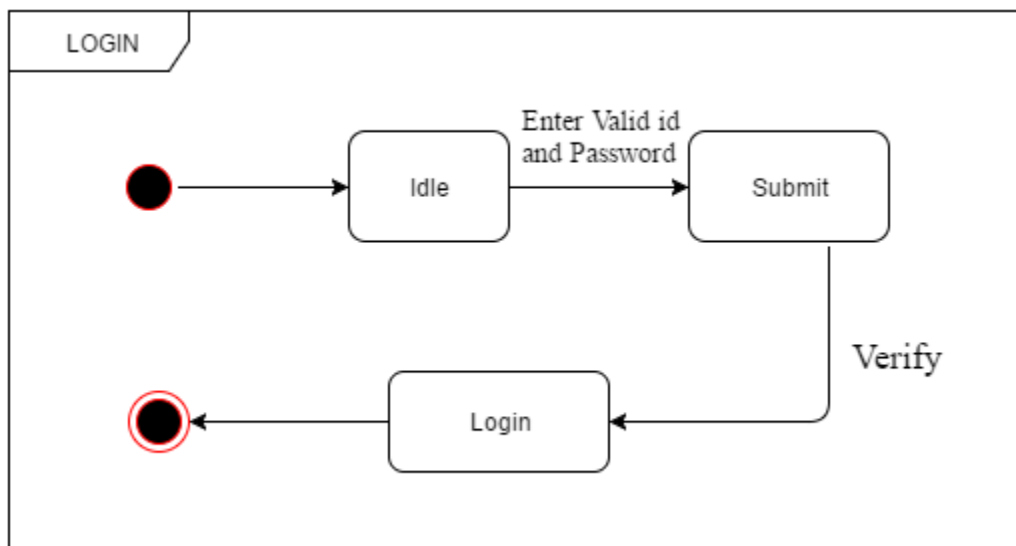 LOGIN
Enter Valid id
and Password
Idle
Submit
Verify
Login